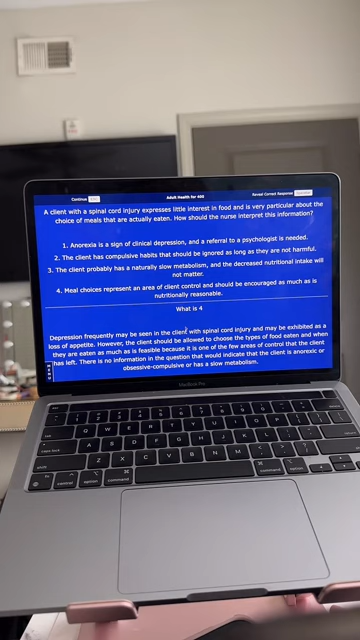 Continue ESC Adult Health for 400 Reveal Correct Response
A client with a spinal cord injury expresses little interest in food and is very particular about the
choice of meals that are actually eaten. How should the nurse interpret this information?
1. Anorexia is a sign of clinical depression, and a referral to a psychologist is needed.
2. The client has compulsive habits that should be ignored as long as they are not harmful.
3. The client probably has a naturally slow metabolism, and the decreased nutritional intake will
not matter.
4. Meal choices represent an area of client control and should be encouraged as much as is
nutritionally reasonable.
What is 4
Depression frequently may be seen in the client with spinal cord injury and may be exhibited as a
loss of appetite. However, the client should be allowed to choose the types of food eaten and when
they are eaten as much as is feasible because it is one of the few areas of control that the client
has left. There is no information in the question that would indicate that the client is anorexic or
obsessive-compulsive or has a slow metabolism.
MacBook Pro